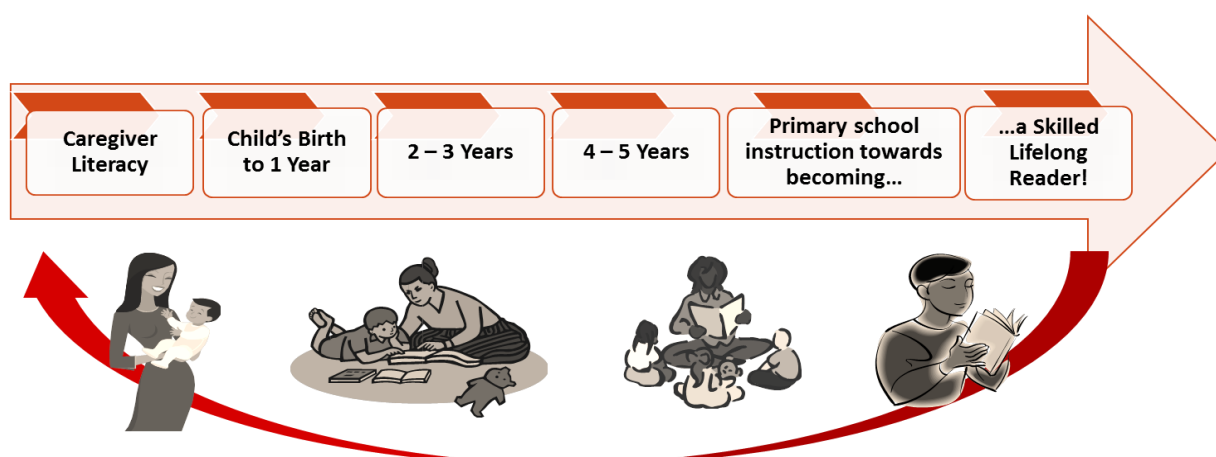 Caregiver
Literacy
Child's Birth
to 1 Year
2 – 3 Years
4 – 5 Years
Primary school
instruction towards
becoming…
…a Skilled
Lifelong
Reader!